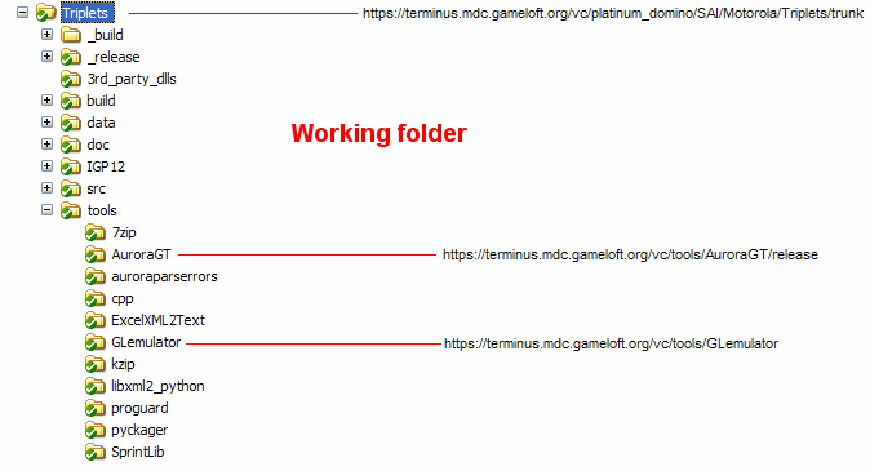 Triplets https://terminus.mdc.gameloft.org/vc/platinum_domino/SAI/Motorola/Triplets/trunk
_build
_release
3rd_party_dlls
build
data
Working folder
doc
IGP12
src
tools
7zip
AuroraGT https://terminus.mdc.gameloft.org/vc/tools/AuroraGT/release
auroraparserrors
cpp
ExcelXML2Text
GLemulator https://terminus.mdc.gameloft.org/vc/tools/GLemulator
kzip
libxml2_python
proguard
pyckager
SprintLib